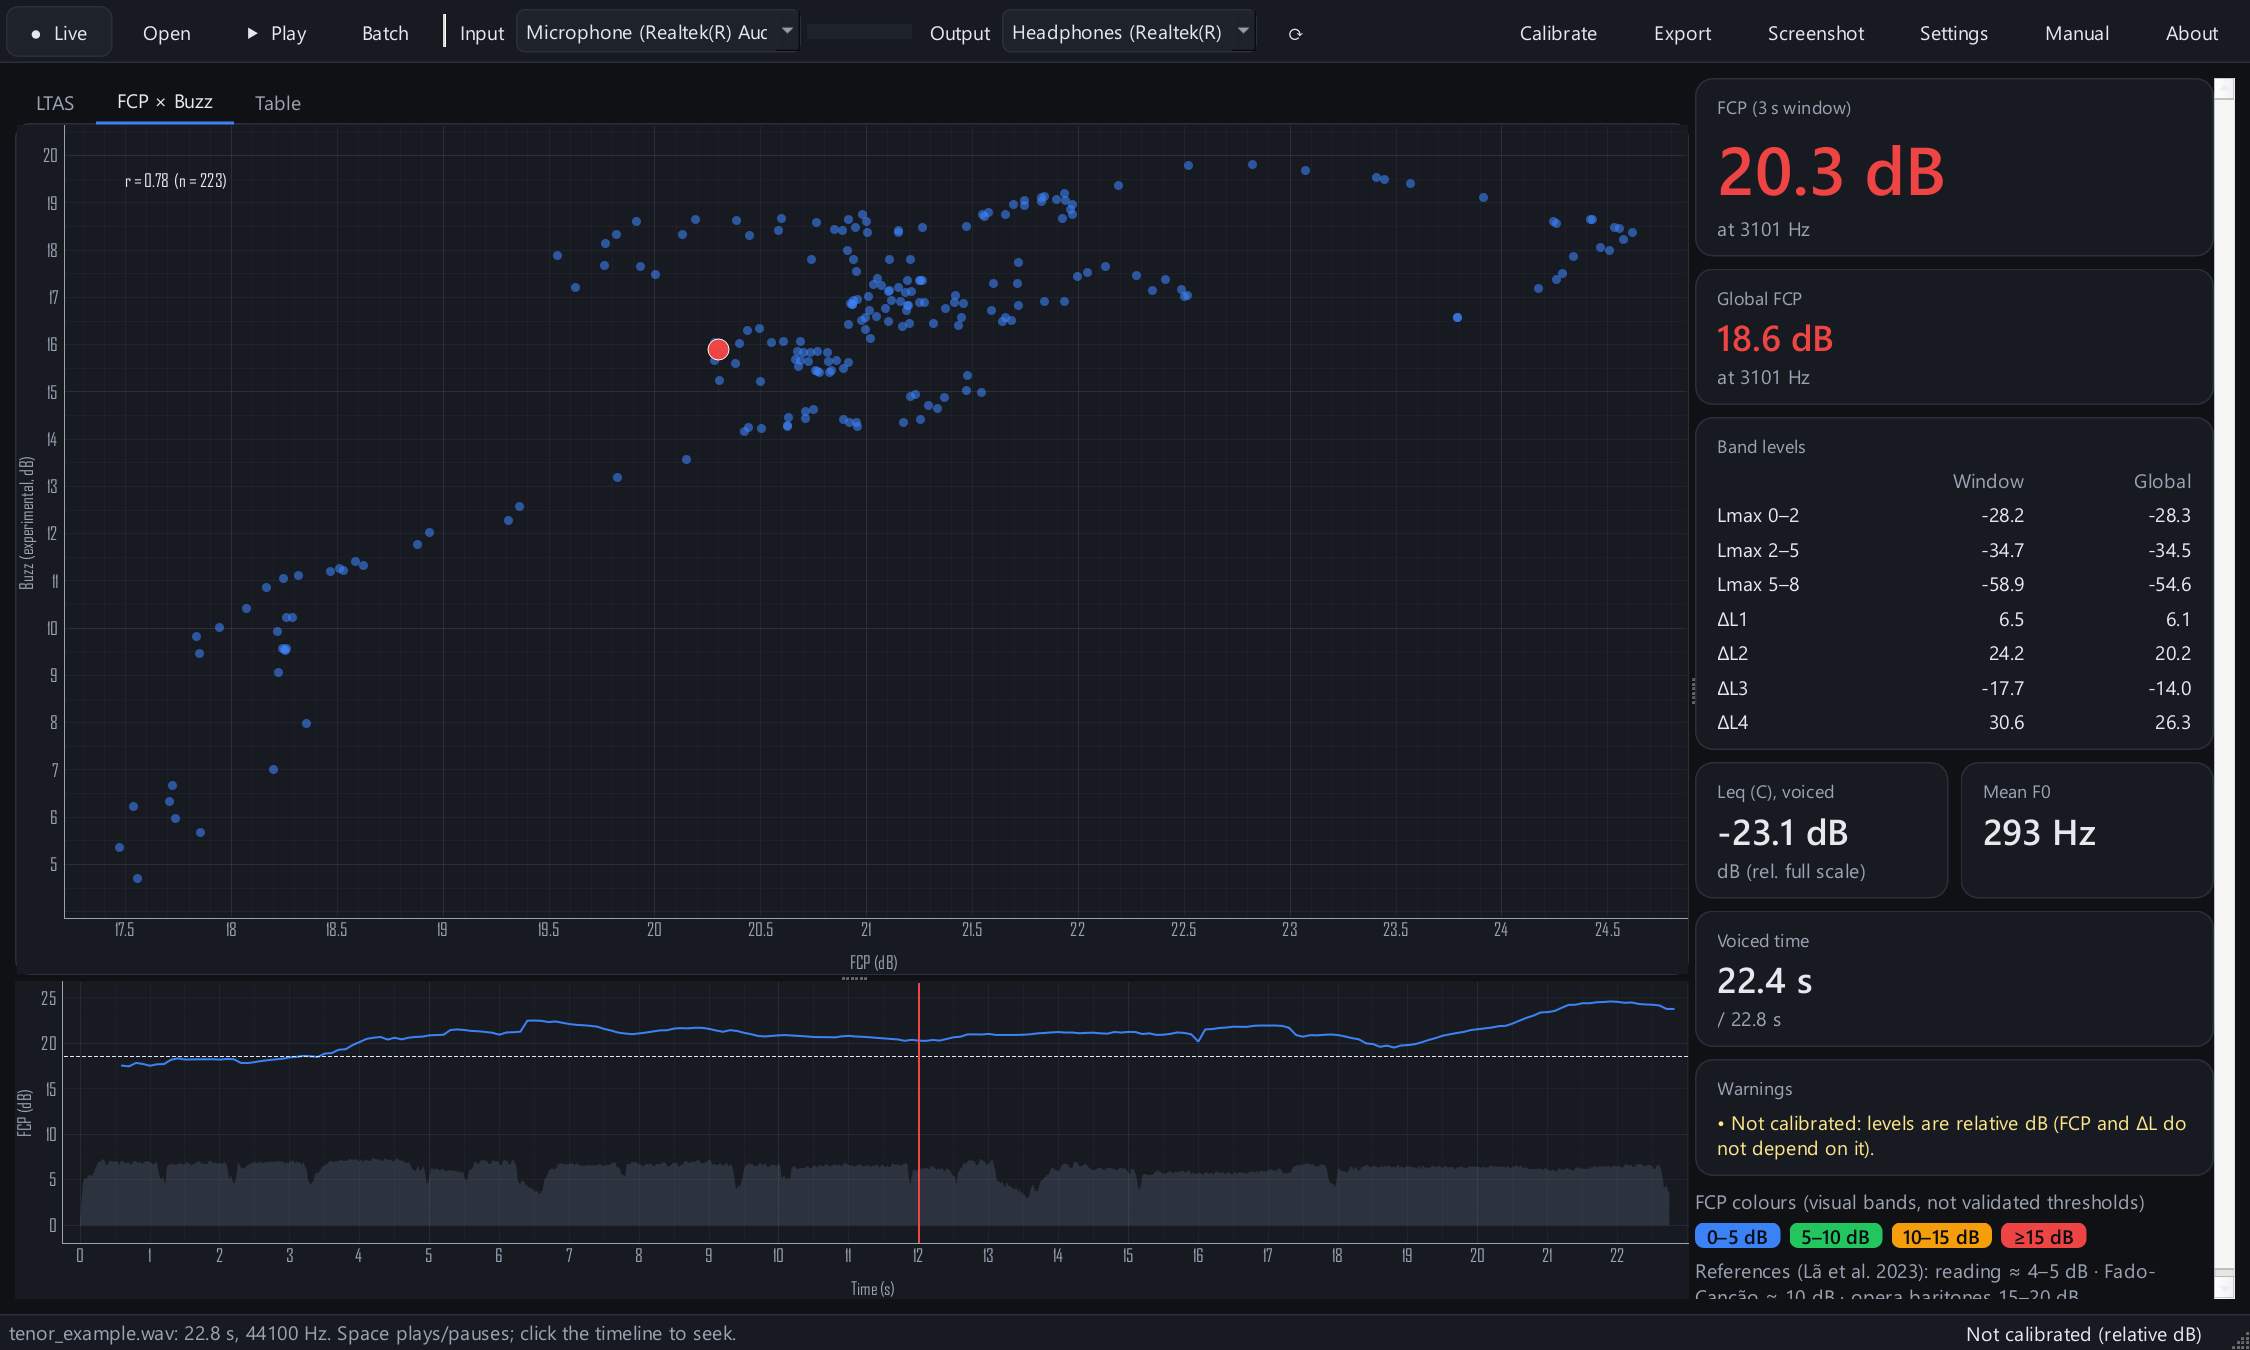 ● Live Open ▶ Play Batch Input Microphone (Realtek(R) Auc Output Headphones (Realtek(R) ⟳ Calibrate Export Screenshot Settings Manual About
LTAS FCP × Buzz Table
r = 0.78 (n = 223)
20
19
18
17
16
15
14
13
12
11
10
9
8
7
6
5
Buzz (experimental, dB)
17.5 18 18.5 19 19.5 20 20.5 21 21.5 22 22.5 23 23.5 24 24.5
FCP (dB)
25
20
15
10
5
0
FCP (dB)
0 1 2 3 4 5 6 7 8 9 10 11 12 13 14 15 16 17 18 19 20 21 22
Time (s)
FCP (3 s window)
20.3 dB
at 3101 Hz
Global FCP
18.6 dB
at 3101 Hz
Band levels
Window Global
Lmax 0–2 -28.2 -28.3
Lmax 2–5 -34.7 -34.5
Lmax 5–8 -58.9 -54.6
ΔL1 6.5 6.1
ΔL2 24.2 20.2
ΔL3 -17.7 -14.0
ΔL4 30.6 26.3
Leq (C), voiced
-23.1 dB
dB (rel. full scale)
Mean F0
293 Hz
Voiced time
22.4 s
/ 22.8 s
Warnings
• Not calibrated: levels are relative dB (FCP and ΔL do
not depend on it).
FCP colours (visual bands, not validated thresholds)
0–5 dB 5–10 dB 10–15 dB ≥15 dB
References (Lã et al. 2023): reading ≈ 4–5 dB · Fado-
Canção ≈ 10 dB · opera baritones 15–20 dB
tenor_example.wav: 22.8 s, 44100 Hz. Space plays/pauses; click the timeline to seek.
Not calibrated (relative dB)